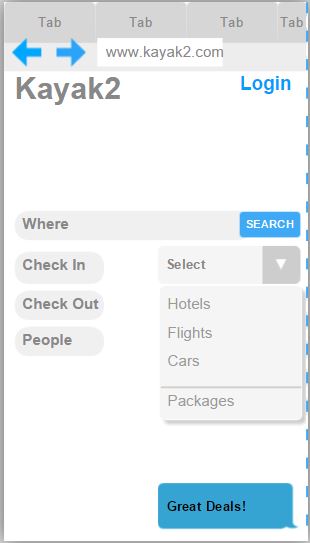 Tab Tab Tab Tab
www.kayak2.com
Kayak2 Login
Where SEARCH
Check In Select ▼
Check Out Hotels
People Flights
Cars
Packages
Great Deals!